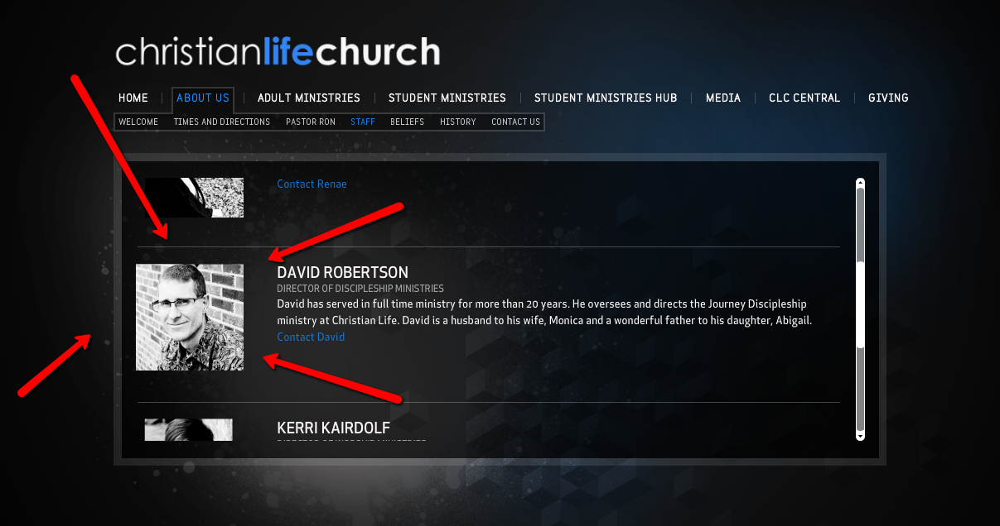 christianlifechurch
HOME ABOUT US ADULT MINISTRIES STUDENT MINISTRIES STUDENT MINISTRIES HUB MEDIA CLC CENTRAL GIVING
WELCOME TIMES AND DIRECTIONS PASTOR RON STAFF BELIEFS HISTORY CONTACT US
Contact Renae
DAVID ROBERTSON
DIRECTOR OF DISCIPLESHIP MINISTRIES
David has served in full time ministry for more than 20 years. He oversees and directs the Journey Discipleship
ministry at Christian Life. David is a husband to his wife, Monica and a wonderful father to his daughter, Abigail.
Contact David
KERRI KAIRDOLF